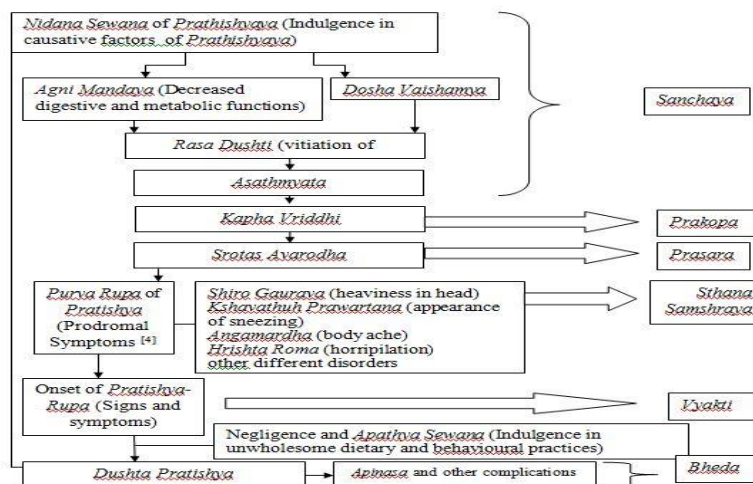 Nidana Sewana of Prathishyaya (Indulgence in
causative factors of Prathishyaya)
Agni Mandaya (Decreased
digestive and metabolic functions)
Dosha Vaishamya
Sanchaya
Rasa Dushti (vitiation of
Asathmyata
Kapha Vriddhi
Prakopa
Srotas Avarodha
Prasara
Purva Rupa of
Pratishya
(Prodromal
Symptoms [4]
Shiro Gaurava (heaviness in head)
Kshavathuh Prawartana (appearance
of sneezing)
Angamardha (body ache)
Hrishta Roma (horripilation)
other different disorders
Sthana
Samshraya
Onset of Pratishya-
Rupa (Signs and
symptoms)
Vyakti
Negligence and Apathya Sewana (Indulgence in
unwholesome dietary and behavioural practices)
Dushta Pratishya
Apinasa and other complications
Bheda